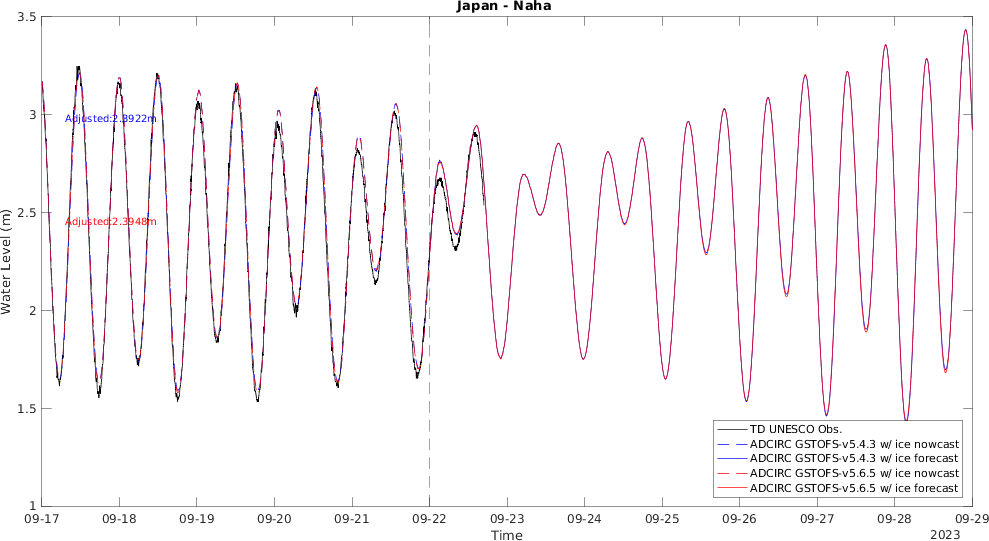 Japan - Naha
3.5
3
2.5
2
1.5
1
Water Level (m)
Adjusted:2.3922m
Adjusted:2.3948m
TD UNESCO Obs.
ADCIRC GSTOFS-v5.4.3 w/ ice nowcast
ADCIRC GSTOFS-v5.4.3 w/ ice forecast
ADCIRC GSTOFS-v5.6.5 w/ ice nowcast
ADCIRC GSTOFS-v5.6.5 w/ ice forecast
09-17 09-18 09-19 09-20 09-21 09-22 09-23 09-24 09-25 09-26 09-27 09-28 09-29
Time
2023